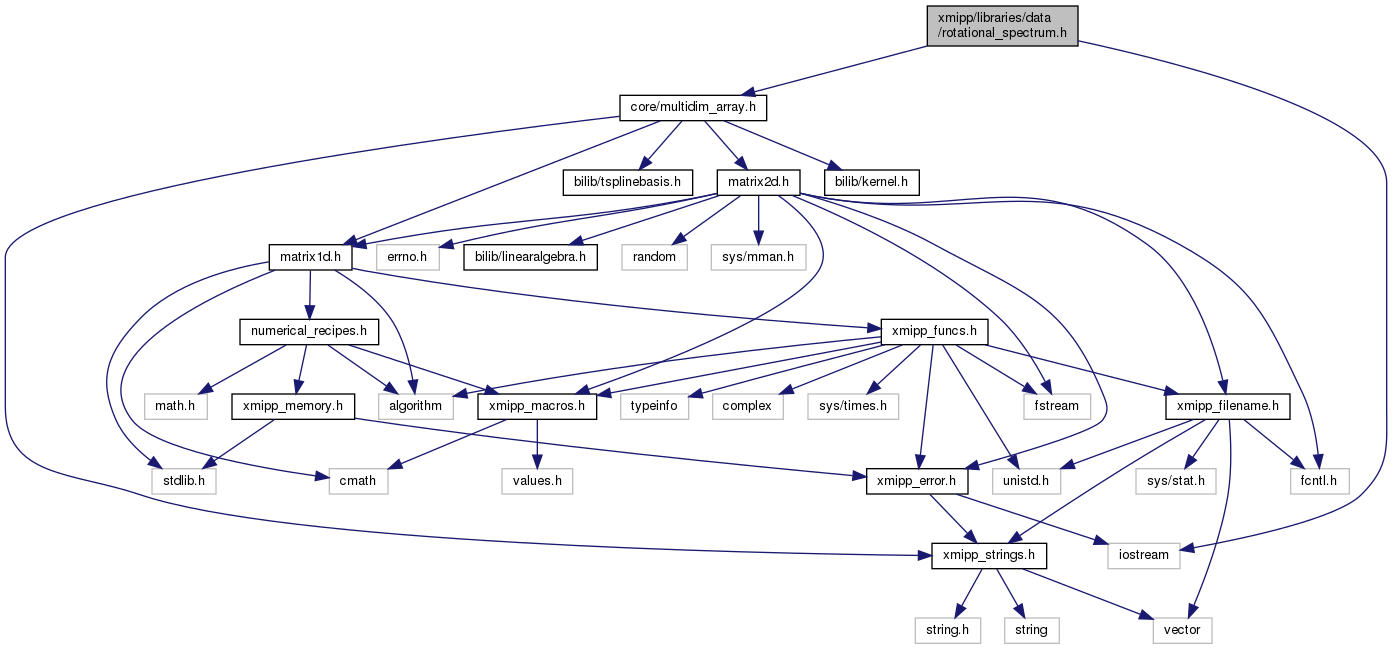 xmipp/libraries/data
/rotational_spectrum.h
core/multidim_array.h
bilib/tsplinebasis.h
matrix2d.h
bilib/kernel.h
matrix1d.h
errno.h
bilib/linearalgebra.h
random
sys/mman.h
numerical_recipes.h
xmipp_funcs.h
math.h
xmipp_memory.h
algorithm
xmipp_macros.h
typeinfo
complex
sys/times.h
fstream
xmipp_filename.h
stdlib.h
cmath
values.h
xmipp_error.h
unistd.h
sys/stat.h
fcntl.h
xmipp_strings.h
iostream
string.h
string
vector